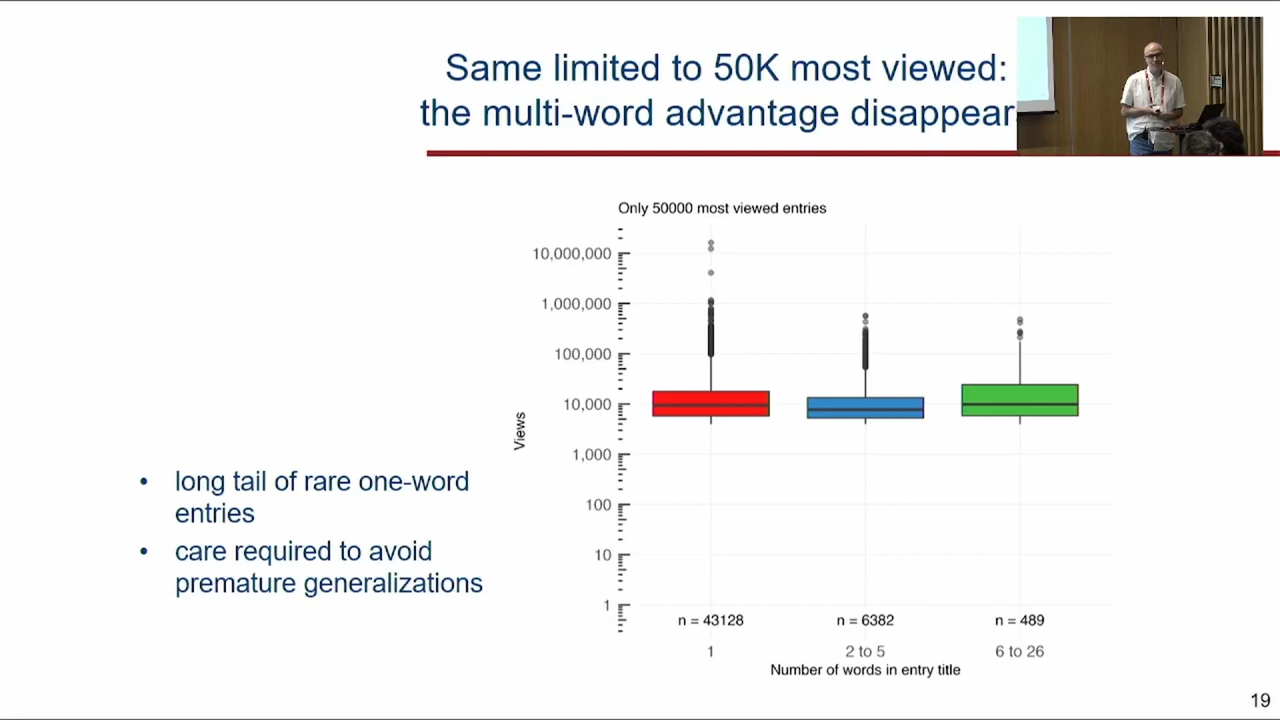 Same limited to 50K most viewed:
the multi-word advantage disappear
Only 50000 most viewed entries
10,000,000
1,000,000
100,000
10,000
1,000
100
10
1
Views
n = 43128
n = 6382
n = 489
1
2 to 5
6 to 26
Number of words in entry title
• long tail of rare one-word
entries
• care required to avoid
premature generalizations
19